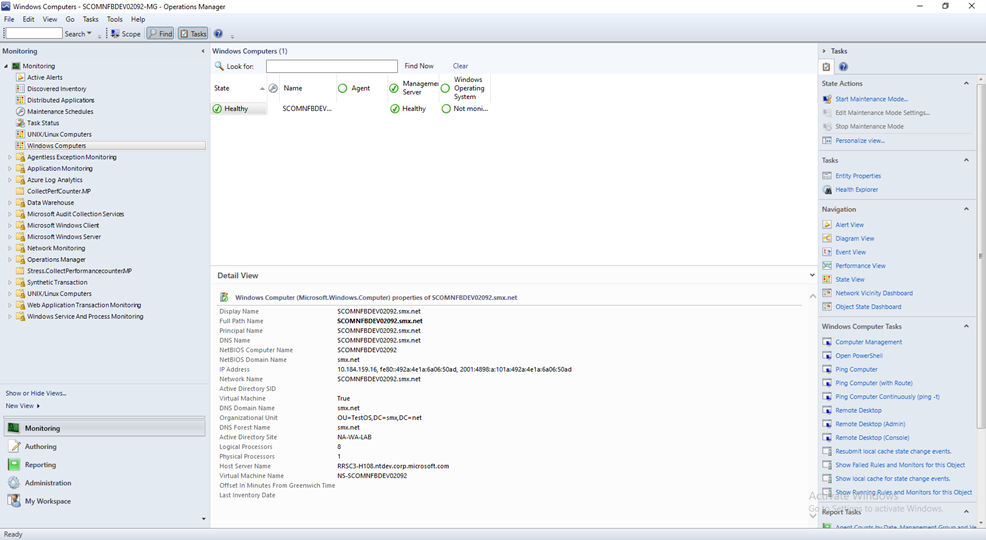 Windows Computers - SCOMNFBDEV02092-MG - Operations Manager
File Edit View Go Tasks Tools Help
Search Scope Find Tasks
Monitoring
Monitoring
Active Alerts
Discovered Inventory
Distributed Applications
Maintenance Schedules
Task Status
UNIX/Linux Computers
Windows Computers
Agentless Exception Monitoring
Application Monitoring
Azure Log Analytics
CollectPerfCounter.MP
Data Warehouse
Microsoft Audit Collection Services
Microsoft Windows Client
Microsoft Windows Server
Network Monitoring
Operations Manager
Stress.CollectPerformancecounterMP
Synthetic Transaction
UNIX/Linux Computers
Web Application Transaction Monitoring
Windows Service And Process Monitoring
Show or Hide Views...
New View
Monitoring
Authoring
Reporting
Administration
My Workspace
Ready
Windows Computers (1)
Look for: Find Now Clear
State Name Agent Management Server Windows Operating System
Healthy SCOMNFBDEV... Healthy Not moni...
Detail View
Windows Computer (Microsoft.Windows.Computer) properties of SCOMNFBDEV02092.smx.net
Display Name SCOMNFBDEV02092.smx.net
Full Path Name SCOMNFBDEV02092.smx.net
Principal Name SCOMNFBDEV02092.smx.net
DNS Name SCOMNFBDEV02092.smx.net
NetBIOS Computer Name SCOMNFBDEV02092
NetBIOS Domain Name smx.net
IP Address 10.184.159.16, fe80::492a:4e1a:6a06:50ad, 2001:4898:a:101a:492a:4e1a:6a06:50ad
Network Name SCOMNFBDEV02092.smx.net
Active Directory SID
Virtual Machine True
DNS Domain Name smx.net
Organizational Unit OU=TestOS,DC=smx,DC=net
DNS Forest Name smx.net
Active Directory Site NA-WA-LAB
Logical Processors 8
Physical Processors 1
Host Server Name RRSC3-H108.ntdev.corp.microsoft.com
Virtual Machine Name NS-SCOMNFBDEV02092
Offset In Minutes From Greenwich Time
Last Inventory Date
Tasks
State Actions
Start Maintenance Mode...
Edit Maintenance Mode Settings...
Stop Maintenance Mode
Personalize view...
Tasks
Entity Properties
Health Explorer
Navigation
Alert View
Diagram View
Event View
Performance View
State View
Network Vicinity Dashboard
Object State Dashboard
Windows Computer Tasks
Computer Management
Open PowerShell
Ping Computer
Ping Computer (with Route)
Ping Computer Continuously (ping -t)
Remote Desktop
Remote Desktop (Admin)
Remote Desktop (Console)
Resubmit local cache state change events.
Show Failed Rules and Monitors for this Object
Show local cache for state change events.
Show Running Rules and Monitors for this Object
Activate Windows
Go to Settings to activate Windows.
Report Tasks
Agent Counts by Date, Management Group and Ve